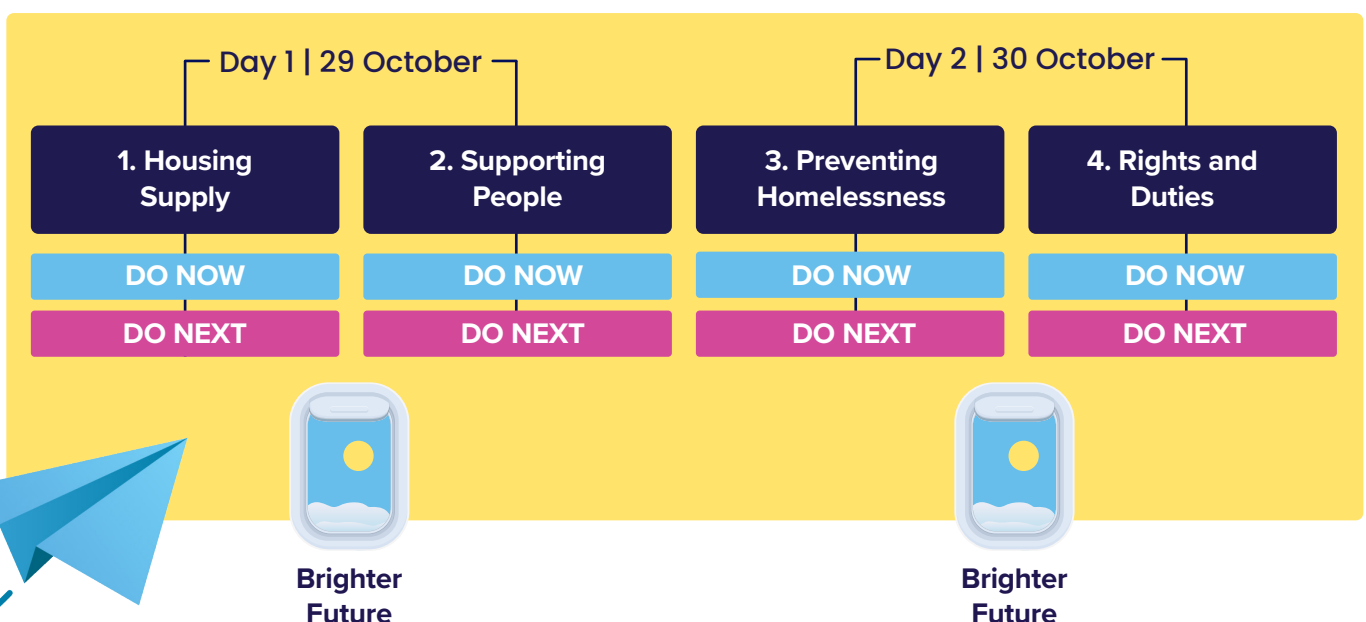 Day 1 | 29 October
Day 2 | 30 October
1. Housing
Supply
2. Supporting
People
3. Preventing
Homelessness
4. Rights and
Duties
DO NOW
DO NOW
DO NOW
DO NOW
DO NEXT
DO NEXT
DO NEXT
DO NEXT
Brighter
Future
Brighter
Future